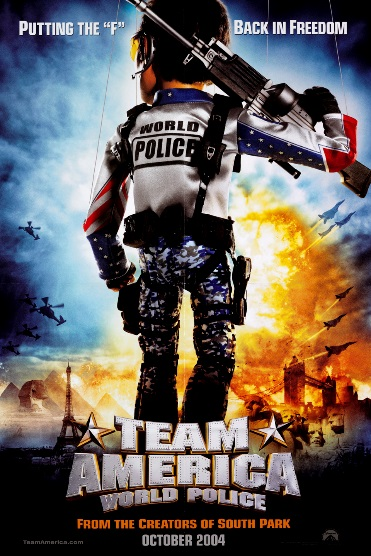 PUTTING THE "F" BACK IN FREEDOM
WORLD
POLICE
TEAM
AMERICA
WORLD POLICE
FROM THE CREATORS OF SOUTH PARK
TeamAmerica.com
OCTOBER 2004